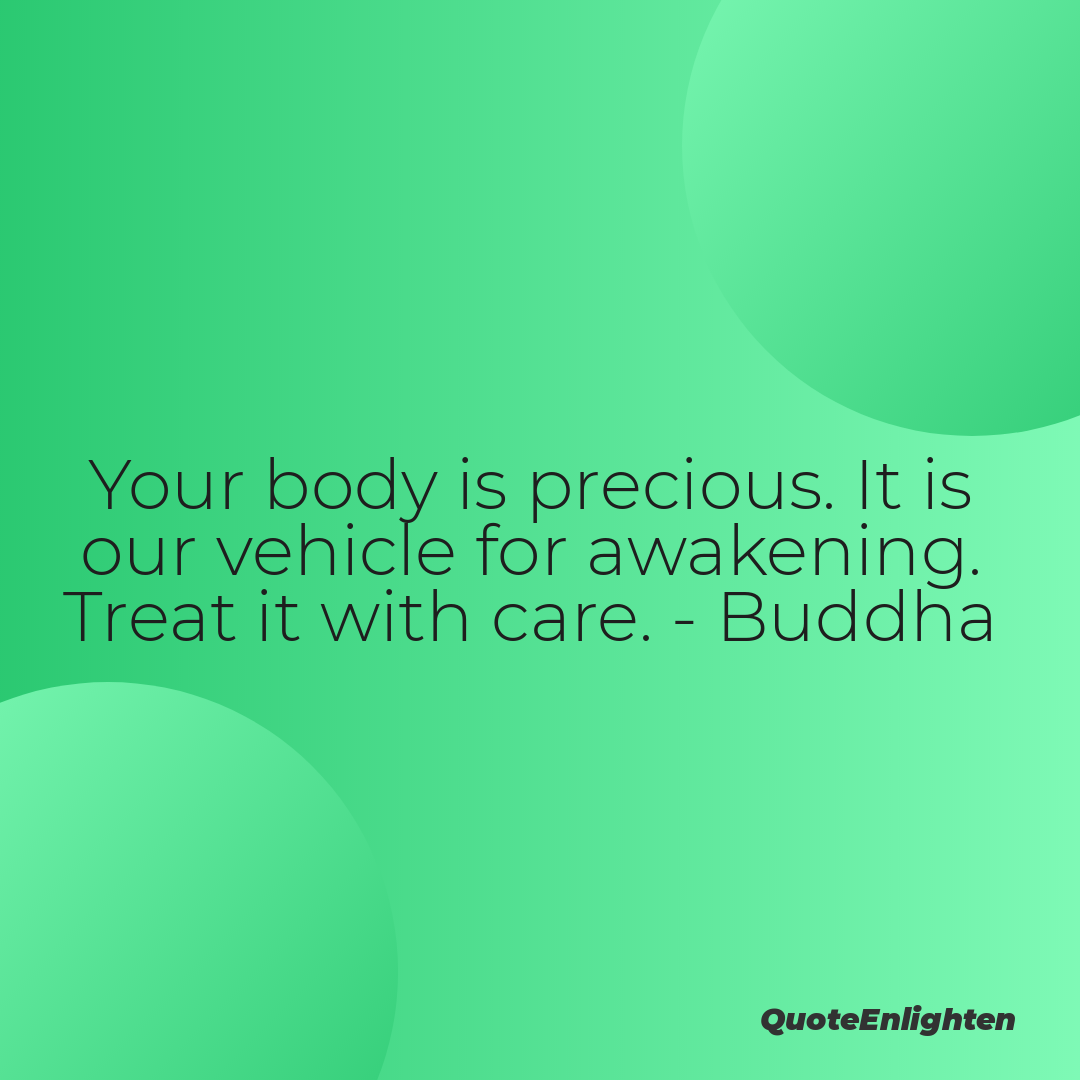 Your body is precious. It is
our vehicle for awakening.
Treat it with care. - Buddha
QuoteEnlighten